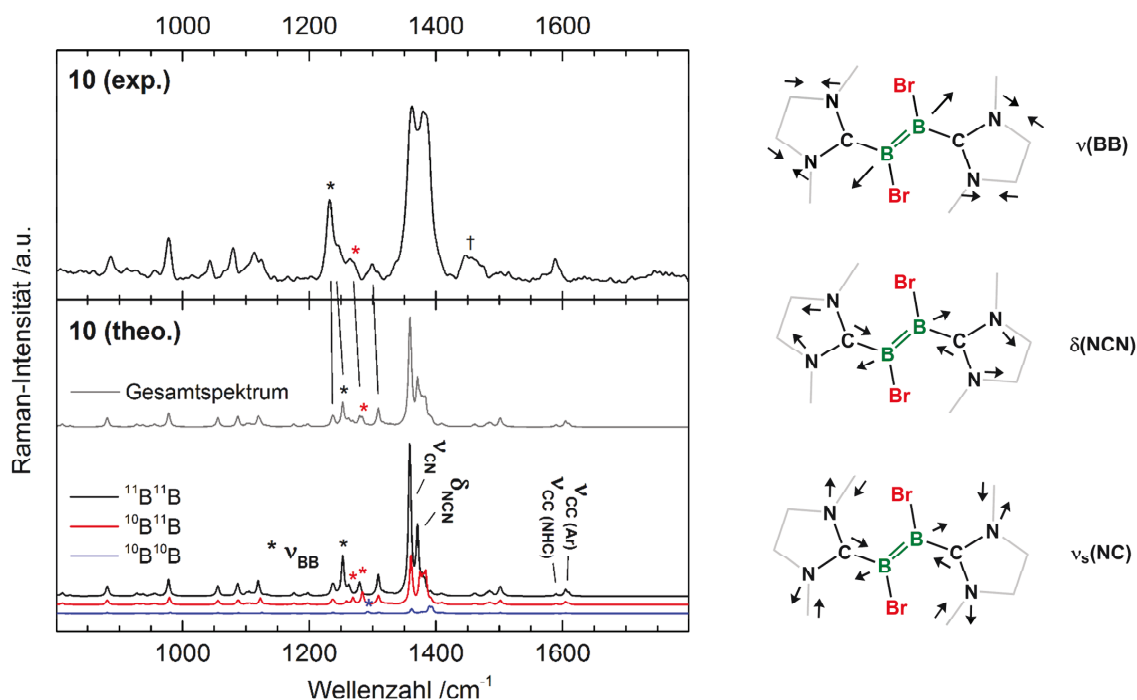 1000 1200 1400 1600
10 (exp.)
*
*
†
10 (theo.)
Gesamtspektrum
*
*
¹¹B¹¹B
¹⁰B¹¹B
¹⁰B¹⁰B
* ν_BB
*
* *
*
ν_CN
δ_NCN
ν_CC (NHC)
ν_CC (Ar)
1000 1200 1400 1600
Wellenzahl /cm⁻¹
Raman-Intensität /a.u.
Br
N
N
B
C
B
C
N
N
Br
ν(BB)
Br
N
N
B
C
B
C
N
N
Br
δ(NCN)
Br
N
N
B
C
B
C
N
N
Br
ν_s(NC)